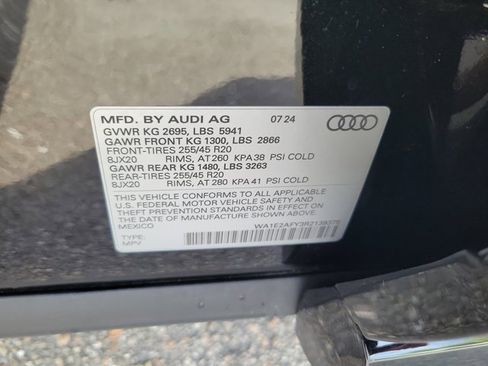 MFD. BY AUDI AG 07 24
GVWR KG 2695, LBS 5941
GAWR FRONT KG 1300, LBS 2866
FRONT-TIRES 255/45 R20
8JX20 RIMS, AT 260 KPA 38 PSI COLD
GAWR REAR KG 1480, LBS 3263
REAR-TIRES 255/45 R20
8JX20 RIMS, AT 280 KPA 41 PSI COLD
THIS VEHICLE CONFORMS TO ALL APPLICABLE
U.S. FEDERAL MOTOR VEHICLE SAFETY AND
THEFT PREVENTION STANDARDS IN EFFECT ON
THE DATE OF MANUFACTURE SHOWN ABOVE.
MEXICO
TYPE:
MPV